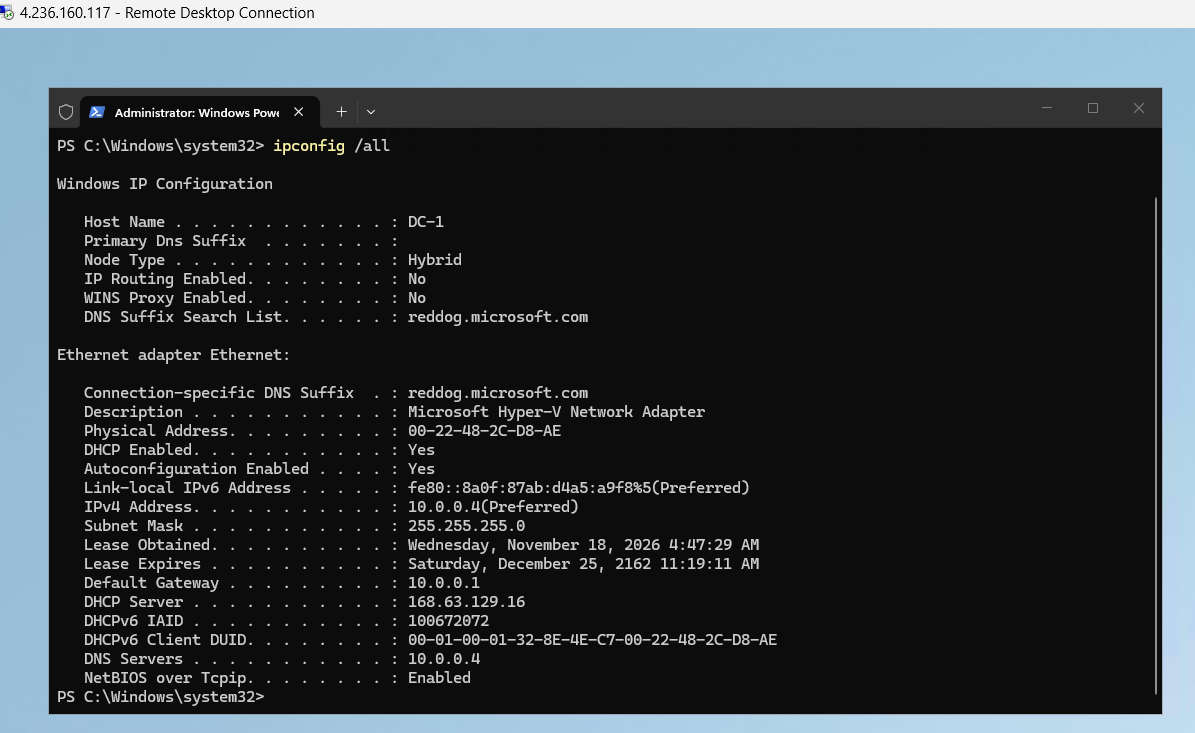 4.236.160.117 - Remote Desktop Connection
Administrator: Windows Powe
PS C:\Windows\system32> ipconfig /all
Windows IP Configuration
Host Name . . . . . . . . . . . . : DC-1
Primary Dns Suffix  . . . . . . . :
Node Type . . . . . . . . . . . . : Hybrid
IP Routing Enabled. . . . . . . . : No
WINS Proxy Enabled. . . . . . . . : No
DNS Suffix Search List. . . . . . : reddog.microsoft.com
Ethernet adapter Ethernet:
Connection-specific DNS Suffix  . : reddog.microsoft.com
Description . . . . . . . . . . . : Microsoft Hyper-V Network Adapter
Physical Address. . . . . . . . . : 00-22-48-2C-D8-AE
DHCP Enabled. . . . . . . . . . . : Yes
Autoconfiguration Enabled . . . . : Yes
Link-local IPv6 Address . . . . . : fe80::8a0f:87ab:d4a5:a9f8%5(Preferred)
IPv4 Address. . . . . . . . . . . : 10.0.0.4(Preferred)
Subnet Mask . . . . . . . . . . . : 255.255.255.0
Lease Obtained. . . . . . . . . . : Wednesday, November 18, 2026 4:47:29 AM
Lease Expires . . . . . . . . . . : Saturday, December 25, 2162 11:19:11 AM
Default Gateway . . . . . . . . . : 10.0.0.1
DHCP Server . . . . . . . . . . . : 168.63.129.16
DHCPv6 IAID . . . . . . . . . . . : 100672072
DHCPv6 Client DUID. . . . . . . . : 00-01-00-01-32-8E-4E-C7-00-22-48-2C-D8-AE
DNS Servers . . . . . . . . . . . : 10.0.0.4
NetBIOS over Tcpip. . . . . . . . : Enabled
PS C:\Windows\system32>